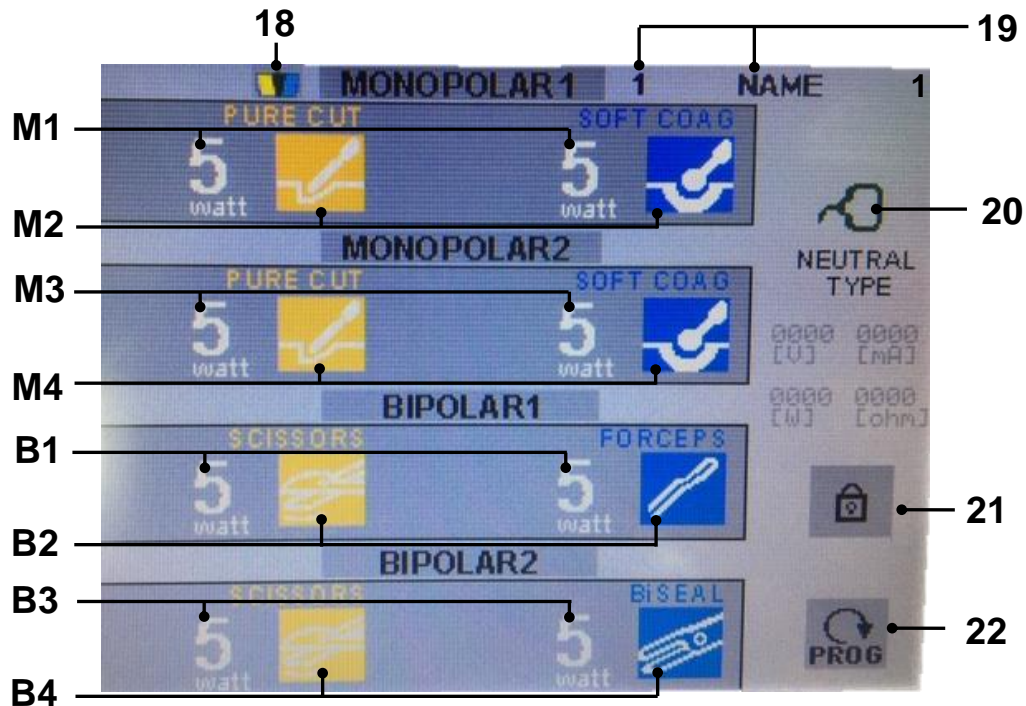 18
19
MONOPOLAR1 1 NAME 1
M1
PURE CUT SOFT COAG
5 watt 5 watt
M2
20
MONOPOLAR2
NEUTRAL
TYPE
M3
PURE CUT SOFT COAG
5 watt 5 watt
0000 0000
[V] [mA]
M4
0000 0000
[W] [ohm]
BIPOLAR1
B1
SCISSORS FORCEPS
5 watt 5 watt
21
B2
BIPOLAR2
B3
SCISSORS BiSEAL
5 watt 5 watt
22
PROG
B4